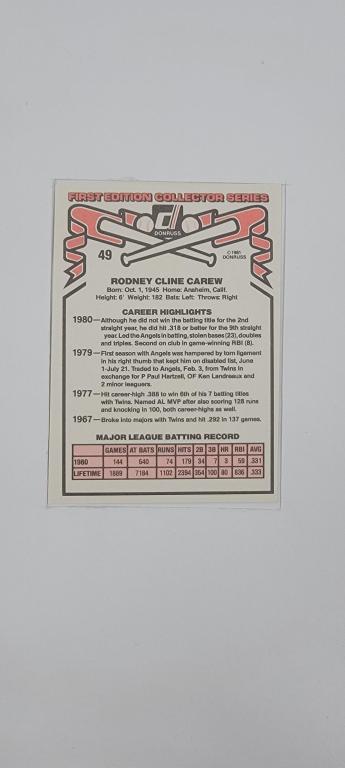 FIRST EDITION COLLECTOR SERIES
DONRUSS
49
© 1981
DONRUSS
RODNEY CLINE CAREW
Born: Oct. 1, 1945 Home: Anaheim, Calif.
Height: 6' Weight: 182 Bats: Left Throws: Right
CAREER HIGHLIGHTS
1980—Although he did not win the batting title for the 2nd
straight year, he did hit .318 or better for the 9th straight
year. Led the Angels in batting, stolen bases (23), doubles
and triples. Second on club in game-winning RBI (8).
1979—First season with Angels was hampered by torn ligament
in his right thumb that kept him on disabled list, June
1-July 21. Traded to Angels, Feb. 3, from Twins in
exchange for P Paul Hartzell, OF Ken Landreaux and
2 minor leaguers.
1977—Hit career-high .388 to win 6th of his 7 batting titles
with Twins. Named AL MVP after also scoring 128 runs
and knocking in 100, both career-highs as well.
1967—Broke into majors with Twins and hit .292 in 137 games.
MAJOR LEAGUE BATTING RECORD
GAMES AT BATS RUNS HITS 2B 3B HR RBI AVG
1980 144 540 74 179 34 7 3 59 .331
LIFETIME 1889 7184 1102 2394 354 100 80 836 .333